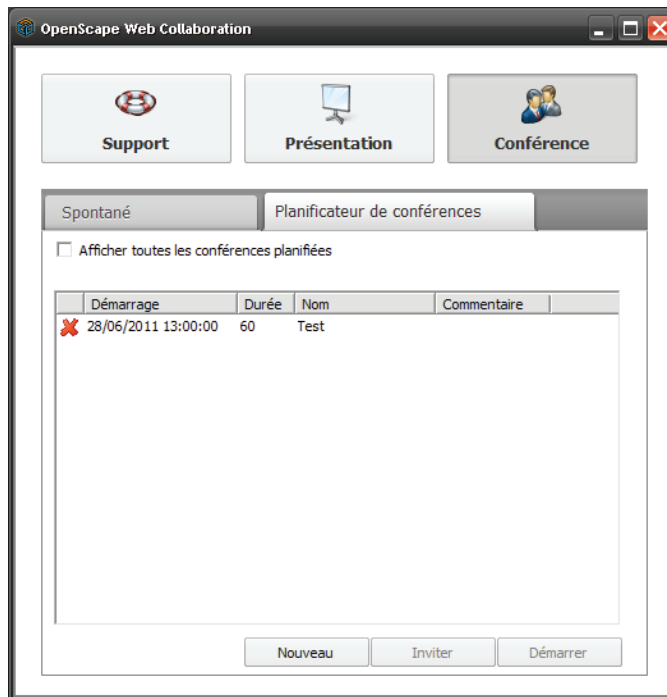 OpenScape Web Collaboration
Support Présentation Conférence
Spontané Planificateur de conférences
Afficher toutes les conférences planifiées
Démarrage Durée Nom Commentaire
28/06/2011 13:00:00 60 Test
Nouveau Inviter Démarrer